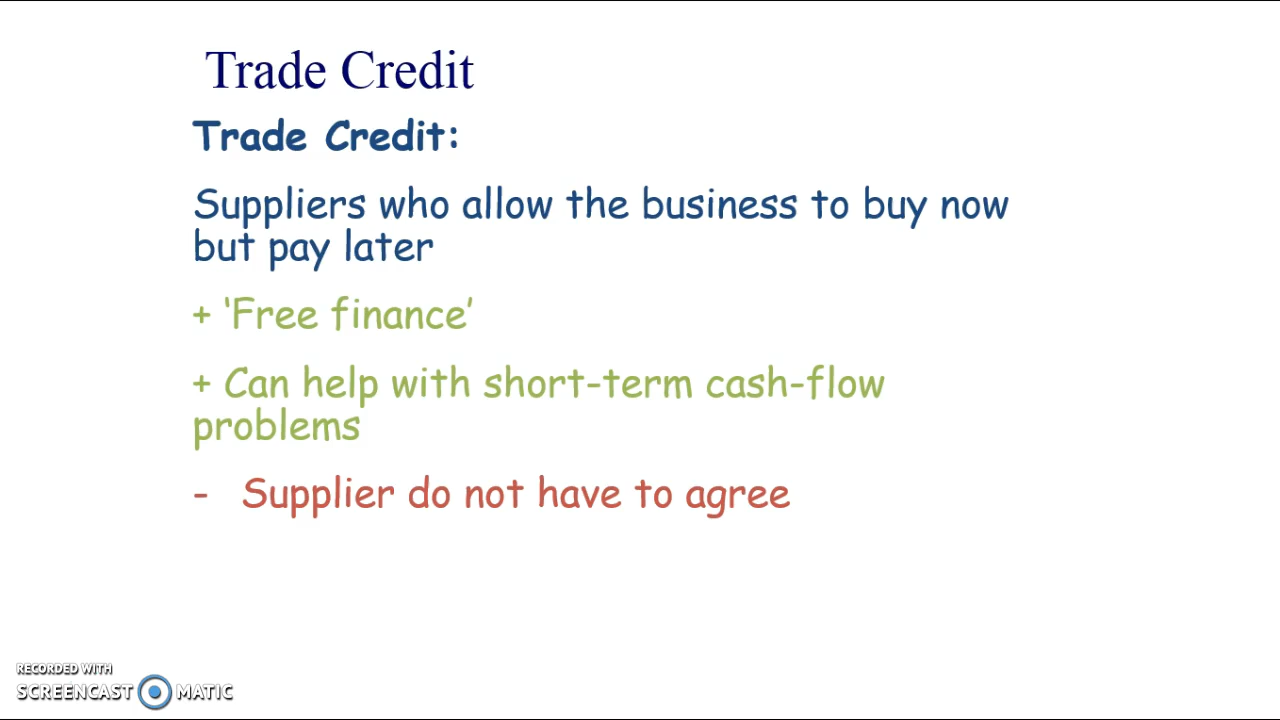 Trade Credit
Trade Credit:
Suppliers who allow the business to buy now
but pay later
+ ‘Free finance’
+ Can help with short-term cash-flow
problems
- Supplier do not have to agree
RECORDED WITH
SCREENCAST MATIC